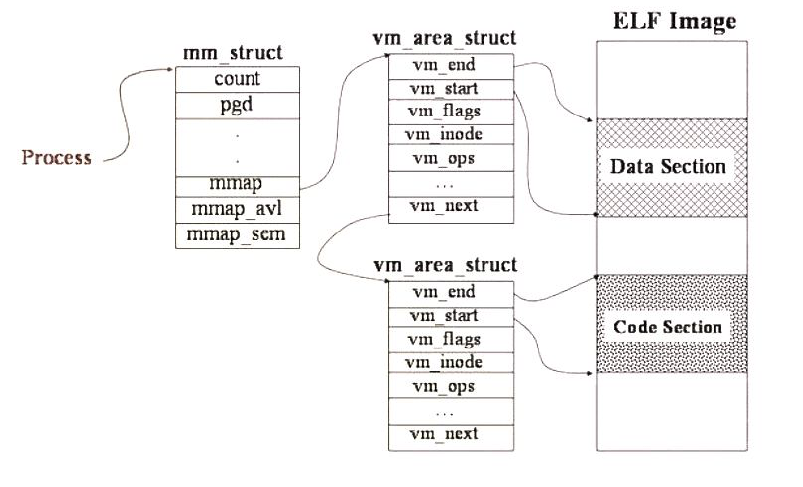 ELF Image
vm_area_struct
mm_struct
count
pgd
.
.
mmap
mmap_avl
mmap_sem
Process
vm_end
vm_start
vm_flags
vm_inode
vm_ops
...
vm_next
vm_area_struct
vm_end
vm_start
vm_flags
vm_inode
vm_ops
...
vm_next
Data Section
Code Section